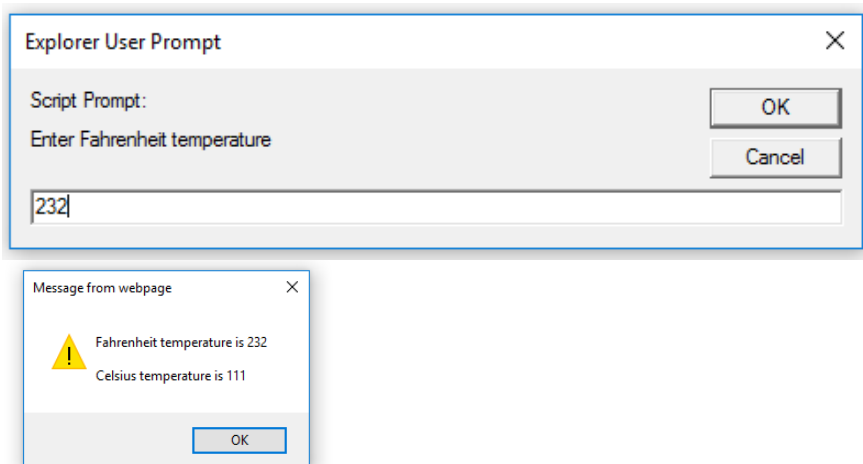 Explorer User Prompt
Script Prompt:
OK
Enter Fahrenheit temperature
Cancel
232
Message from webpage
Fahrenheit temperature is 232
Celsius temperature is 111
OK